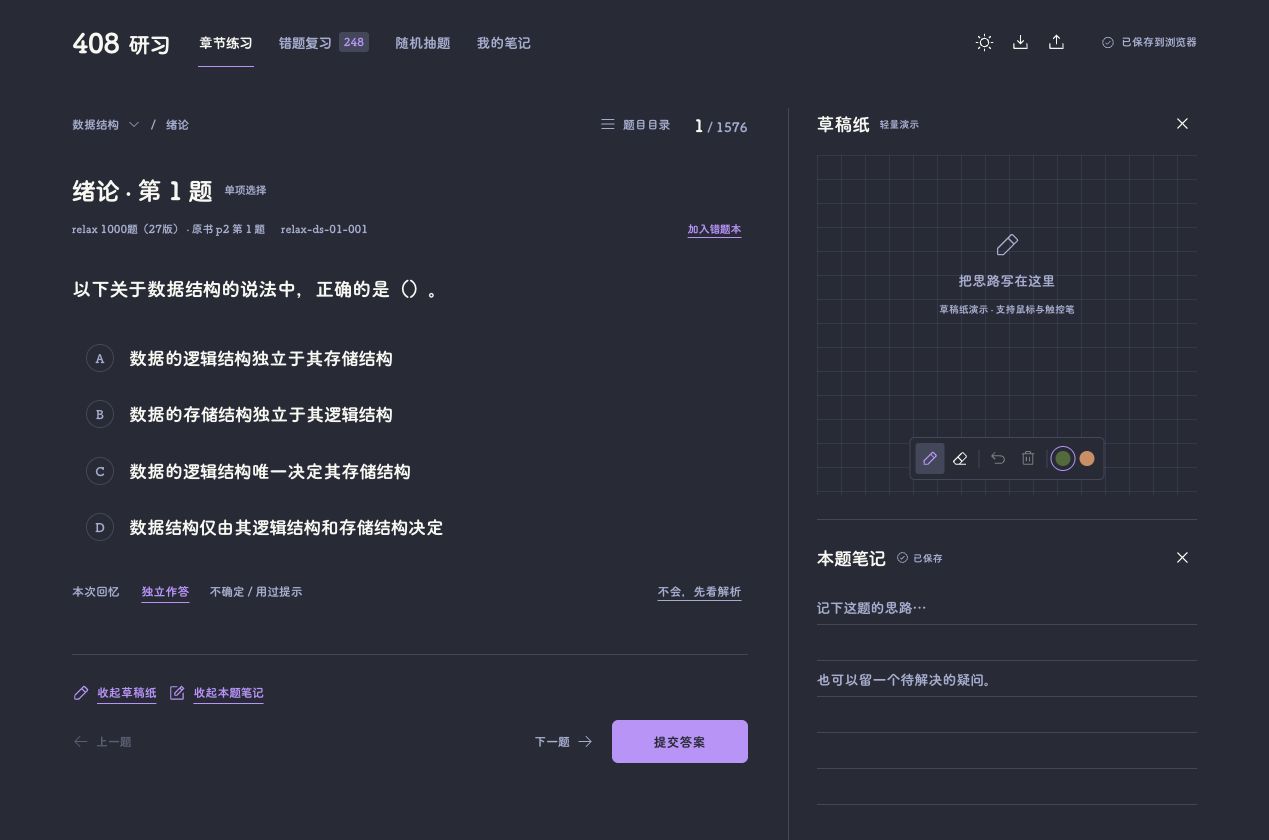 408 研习
章节练习 错题复习 248 随机抽题 我的笔记
已保存到浏览器
数据结构 / 绪论
题目目录 1 / 1576
绪论 · 第 1 题 单项选择
relax 1000题（27版） · 原书 p2 第 1 题 relax-ds-01-001
加入错题本
以下关于数据结构的说法中，正确的是（）。
A 数据的逻辑结构独立于其存储结构
B 数据的存储结构独立于其逻辑结构
C 数据的逻辑结构唯一决定其存储结构
D 数据结构仅由其逻辑结构和存储结构决定
本次回忆 独立作答 不确定 / 用过提示 不会，先看解析
收起草稿纸 收起本题笔记
上一题 下一题 提交答案
草稿纸 轻量演示
把思路写在这里
草稿纸演示 · 支持鼠标与触控笔
本题笔记 已保存
记下这题的思路…
也可以留一个待解决的疑问。